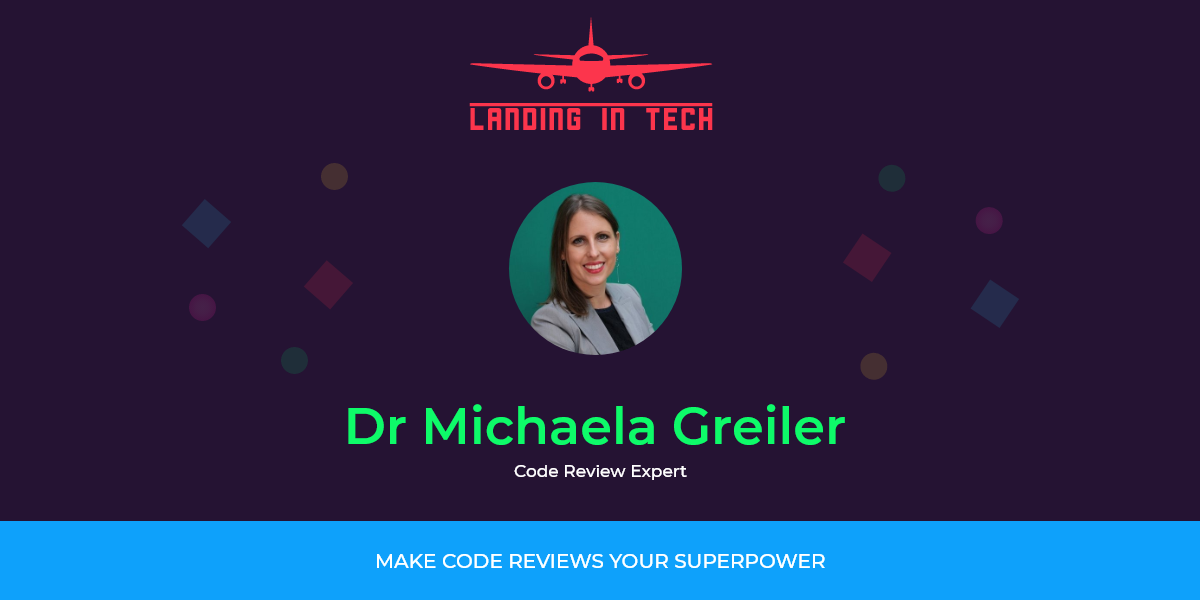 LANDING IN TECH
Dr Michaela Greiler
Code Review Expert
MAKE CODE REVIEWS YOUR SUPERPOWER